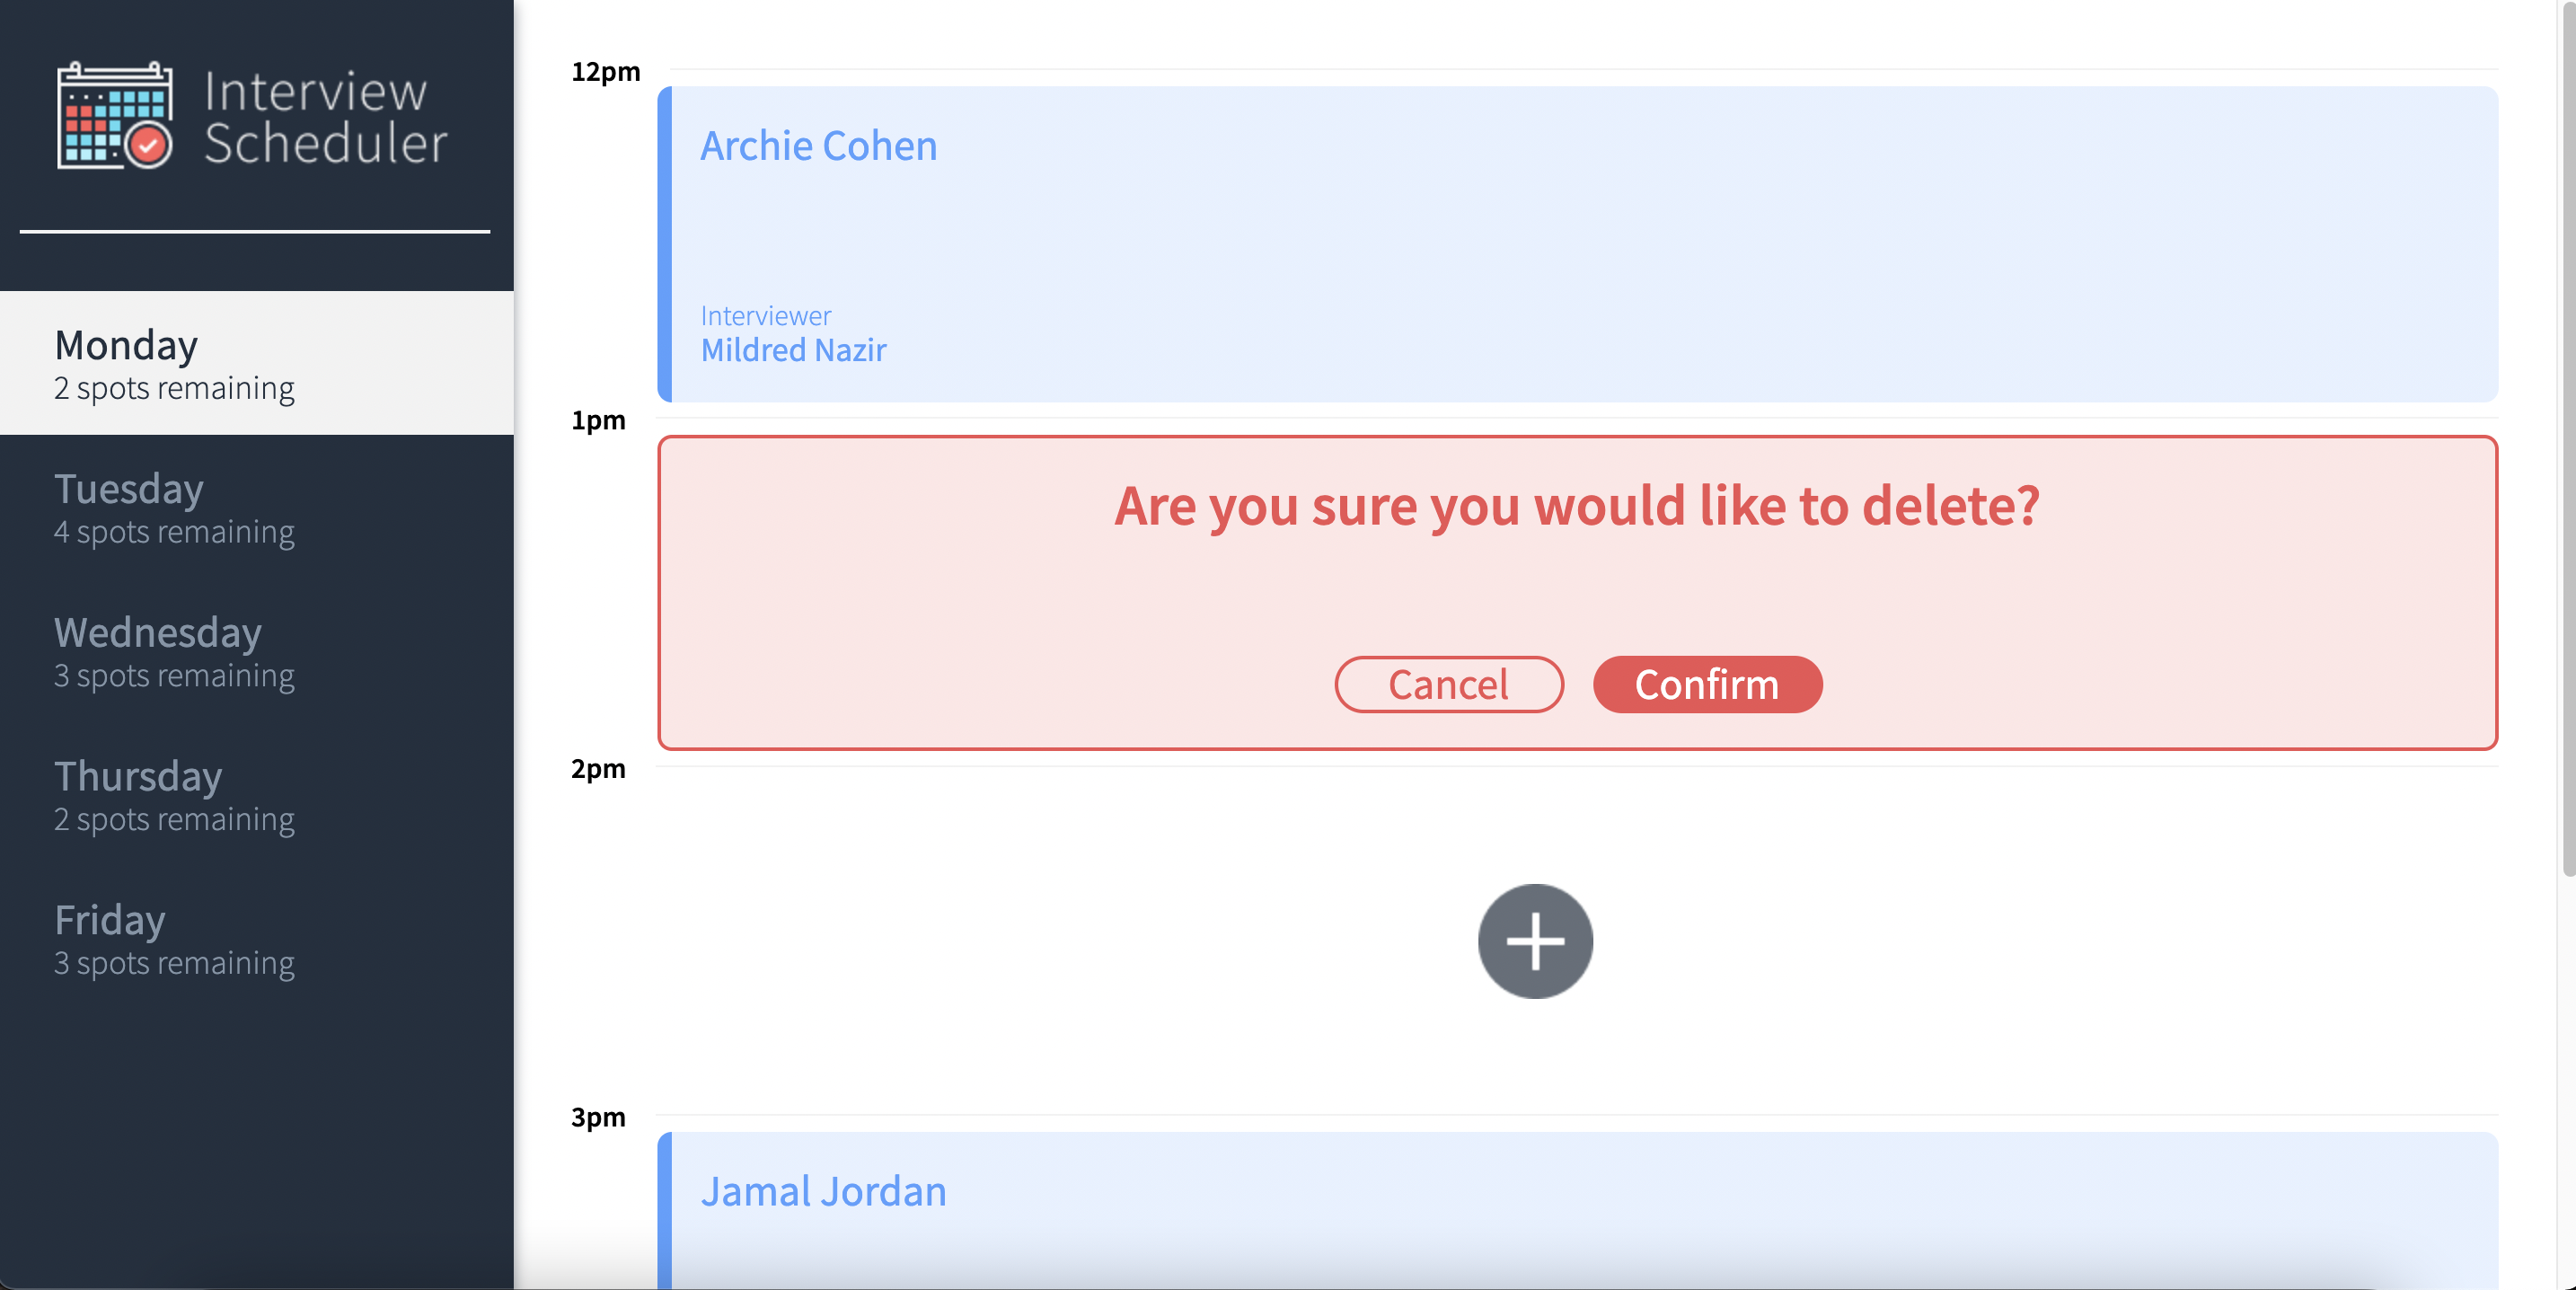 Interview
Scheduler
Monday
2 spots remaining
Tuesday
4 spots remaining
Wednesday
3 spots remaining
Thursday
2 spots remaining
Friday
3 spots remaining
12pm
Archie Cohen
Interviewer
Mildred Nazir
1pm
Are you sure you would like to delete?
Cancel Confirm
2pm
3pm
Jamal Jordan